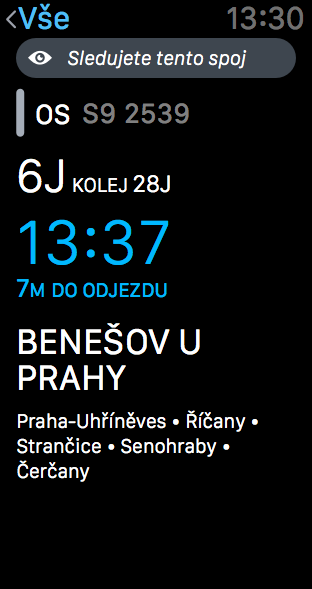 Vše 13:30
Sledujete tento spoj
OS S9 2539
6J KOLEJ 28J
13:37
7M DO ODJEZDU
BENEŠOV U
PRAHY
Praha-Uhříněves • Říčany •
Strančice • Senohraby •
Čerčany